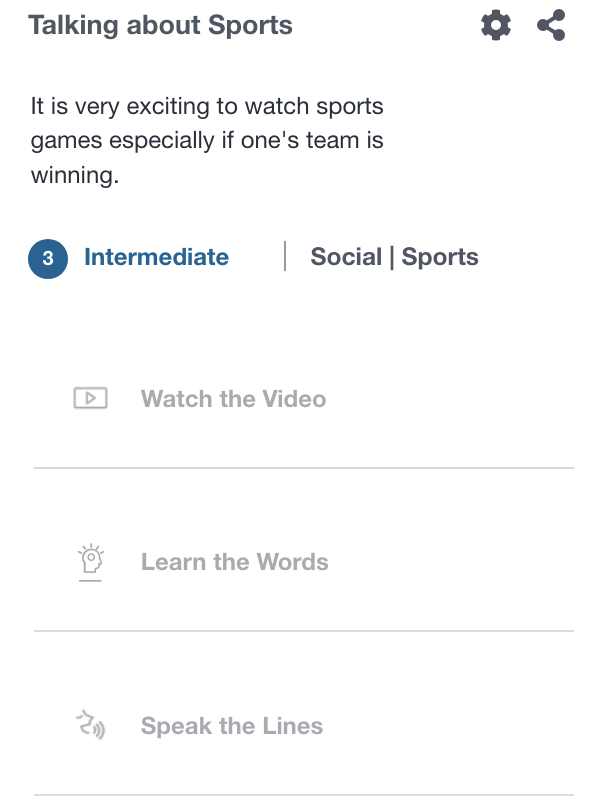 Talking about Sports
It is very exciting to watch sports
games especially if one's team is
winning.
3 Intermediate | Social | Sports
Watch the Video
Learn the Words
Speak the Lines